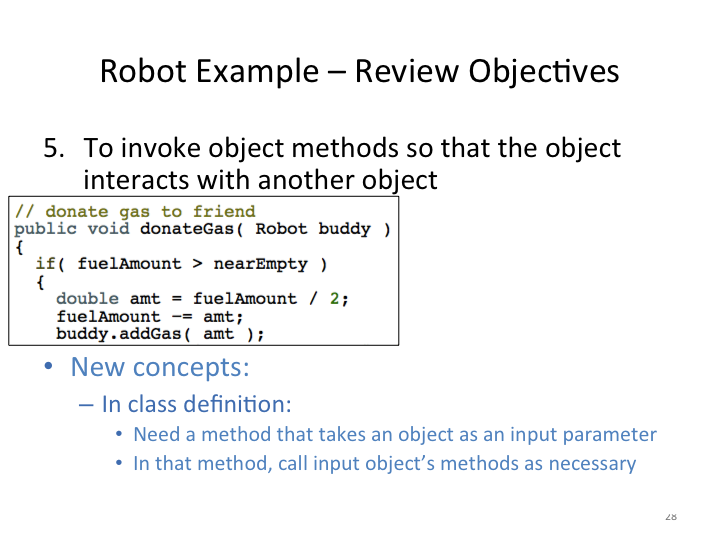 Robot Example – Review Objectives
5. To invoke object methods so that the object
interacts with another object
// donate gas to friend
public void donateGas( Robot buddy )
{
if( fuelAmount > nearEmpty )
{
double amt = fuelAmount / 2;
fuelAmount -= amt;
buddy.addGas( amt );
• New concepts:
– In class definition:
• Need a method that takes an object as an input parameter
• In that method, call input object's methods as necessary
28